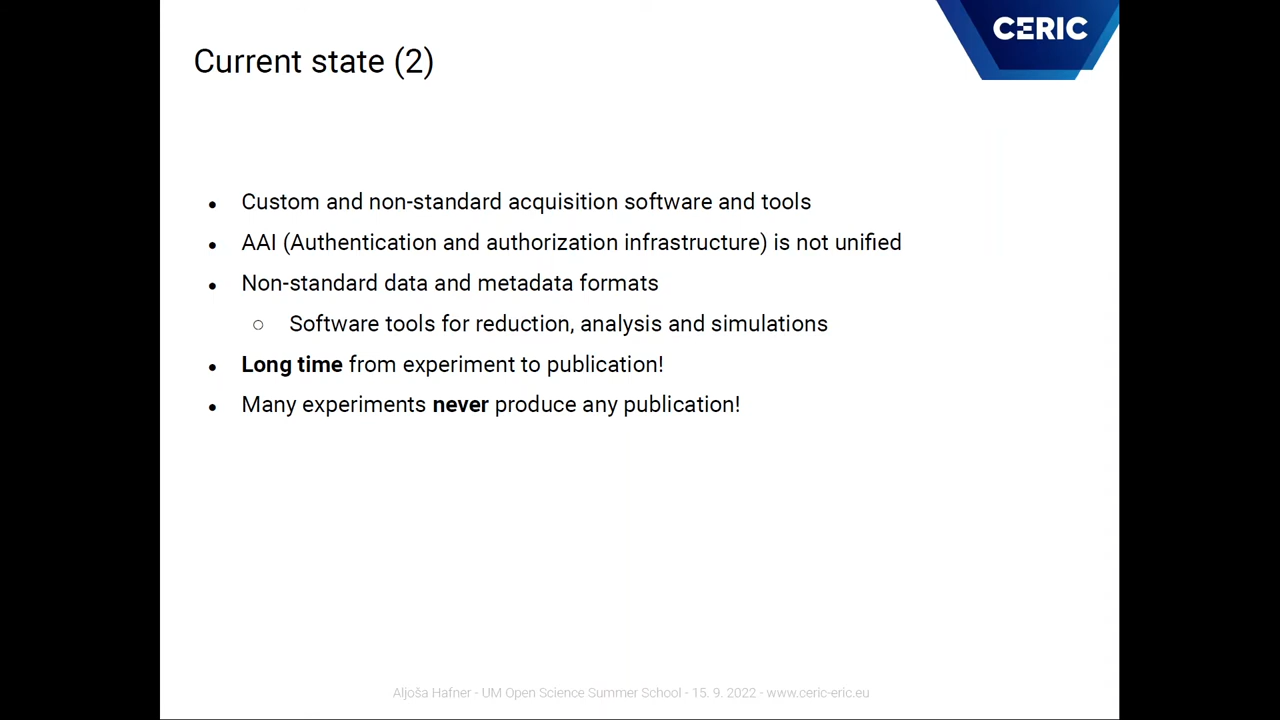 CERIC
Current state (2)
● Custom and non-standard acquisition software and tools
● AAI (Authentication and authorization infrastructure) is not unified
● Non-standard data and metadata formats
○ Software tools for reduction, analysis and simulations
● Long time from experiment to publication!
● Many experiments never produce any publication!
Aljoša Hafner - UM Open Science Summer School - 15. 9. 2022 - www.ceric-eric.eu